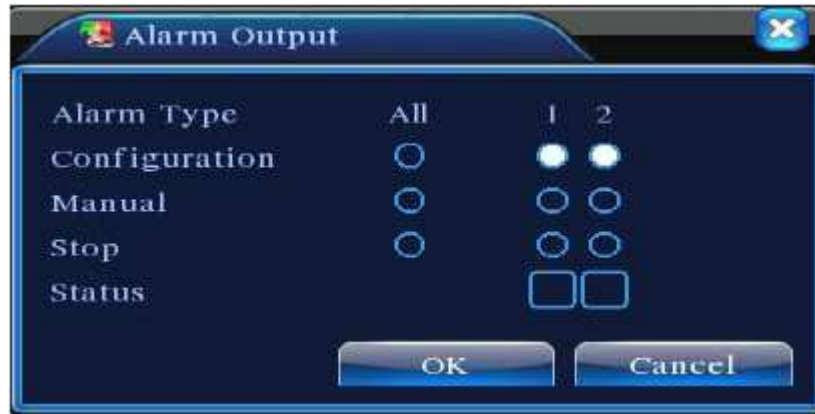 Alarm Output
Alarm Type All 1 2
Configuration
Manual
Stop
Status
OK Cancel